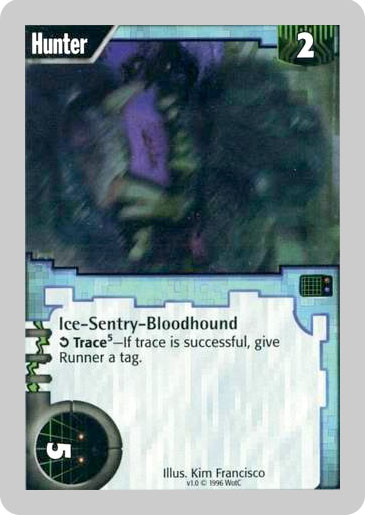 Hunter
2
Ice-Sentry-Bloodhound
Trace⁵—If trace is successful, give
Runner a tag.
5
Illus. Kim Francisco
v1.0 © 1996 WotC